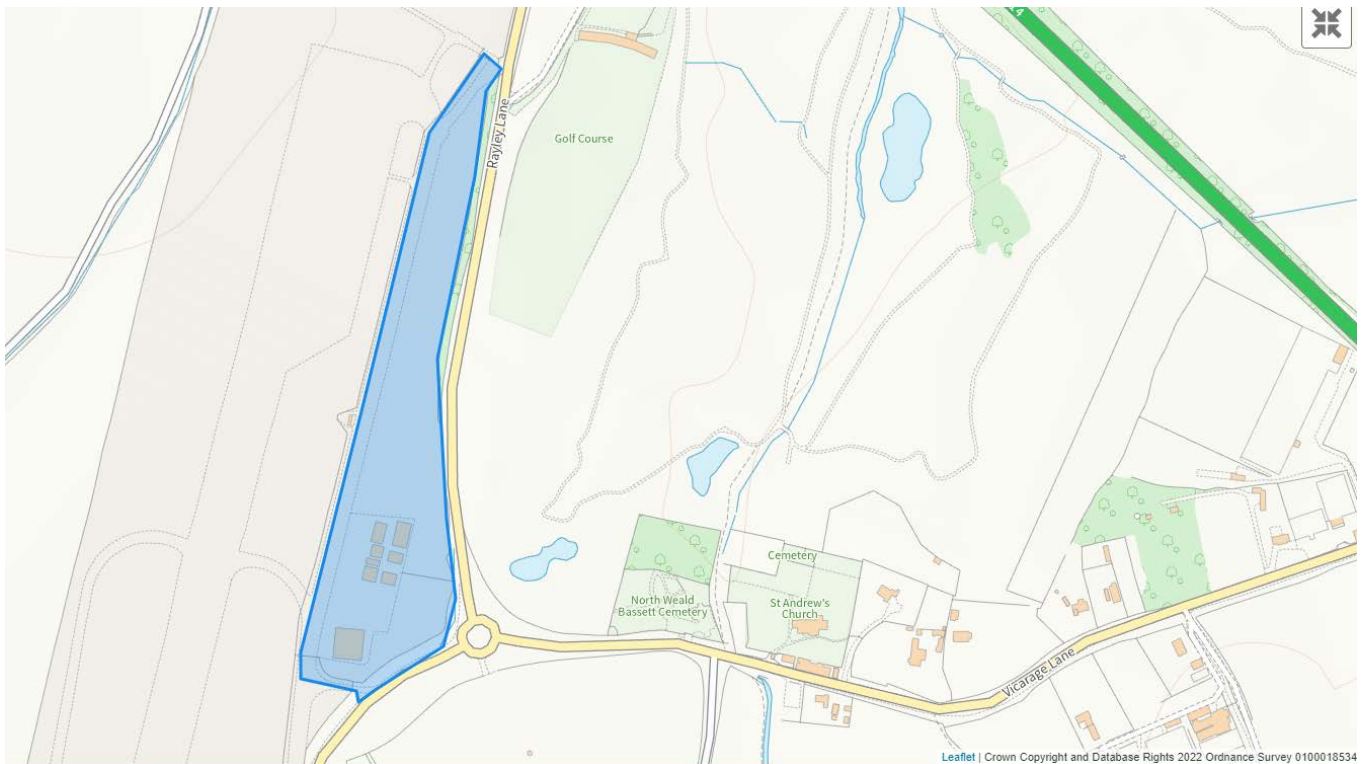 Rayley Lane
Golf Course
Cemetery
North Weald
Bassett Cemetery
St Andrew's
Church
Vicarage Lane
Leaflet | Crown Copyright and Database Rights 2022 Ordnance Survey 0100018534